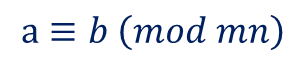 a ≡ b (mod mn)